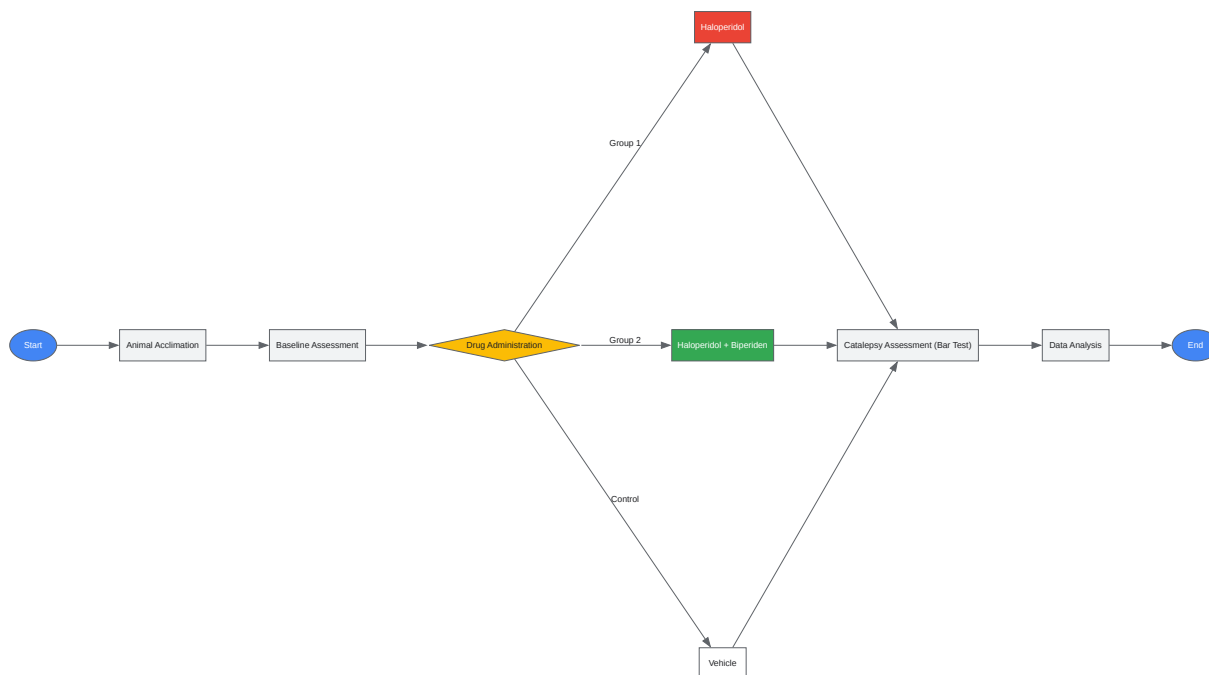 Haloperidol
Group 1
Start
Animal Acclimation
Baseline Assessment
Drug Administration
Group 2
Haloperidol + Biperiden
Catalepsy Assessment (Bar Test)
Data Analysis
End
Control
Vehicle